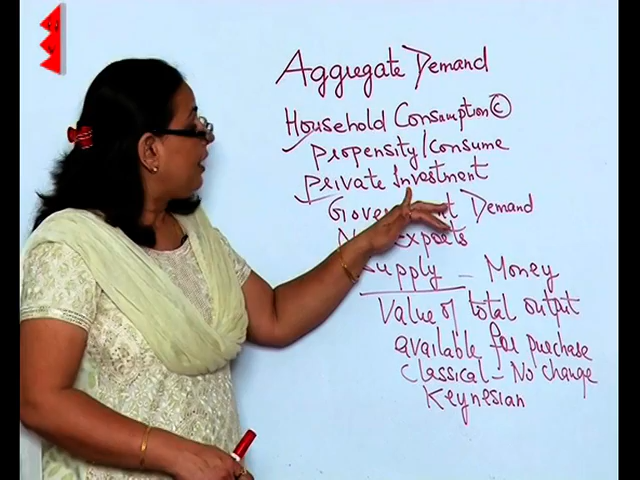 Aggregate Demand
Household Consumption ©
Propensity/Consume
Private Investment
Demand
exports
Supply - Money
Value of total output
available for purchase
Classical - No change
Keynesian